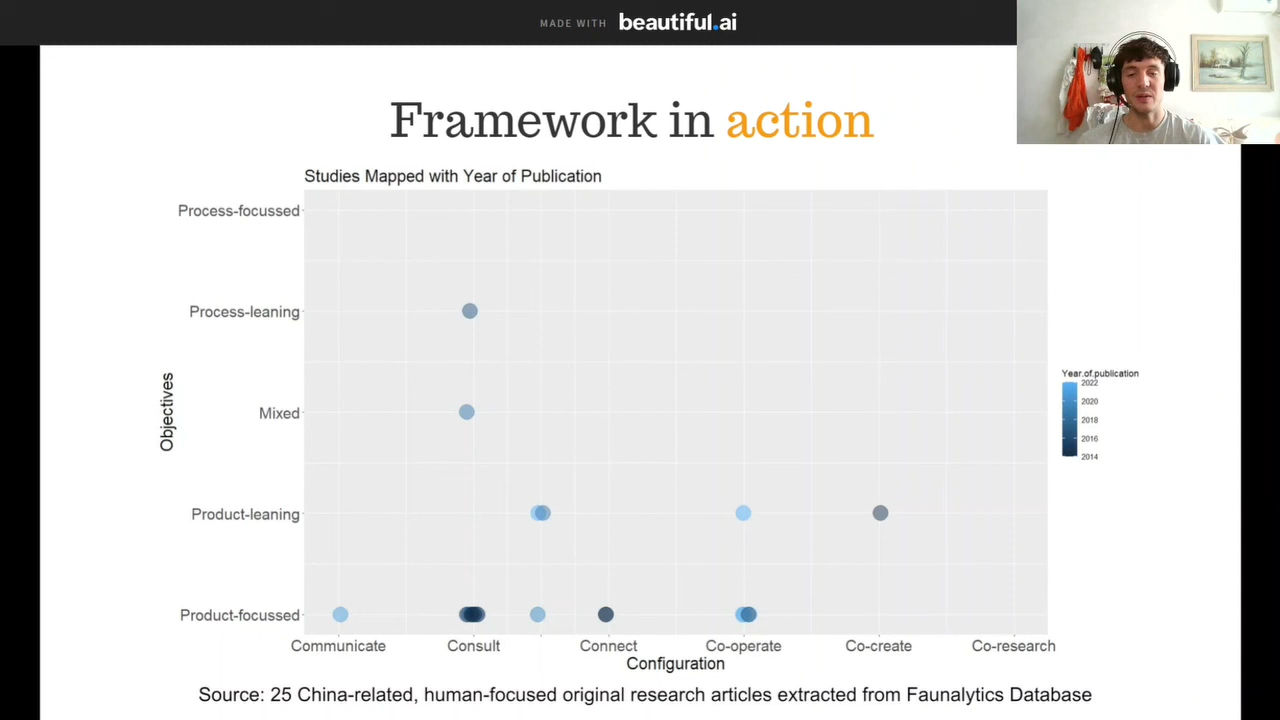 MADE WITH beautiful.ai
Framework in action
Studies Mapped with Year of Publication
Process-focussed
Process-leaning
Mixed
Product-leaning
Product-focussed
Objectives
Communicate Consult Connect Co-operate Co-create Co-research
Configuration
Year.of.publication
2022
2020
2018
2016
2014
Source: 25 China-related, human-focused original research articles extracted from Faunalytics Database